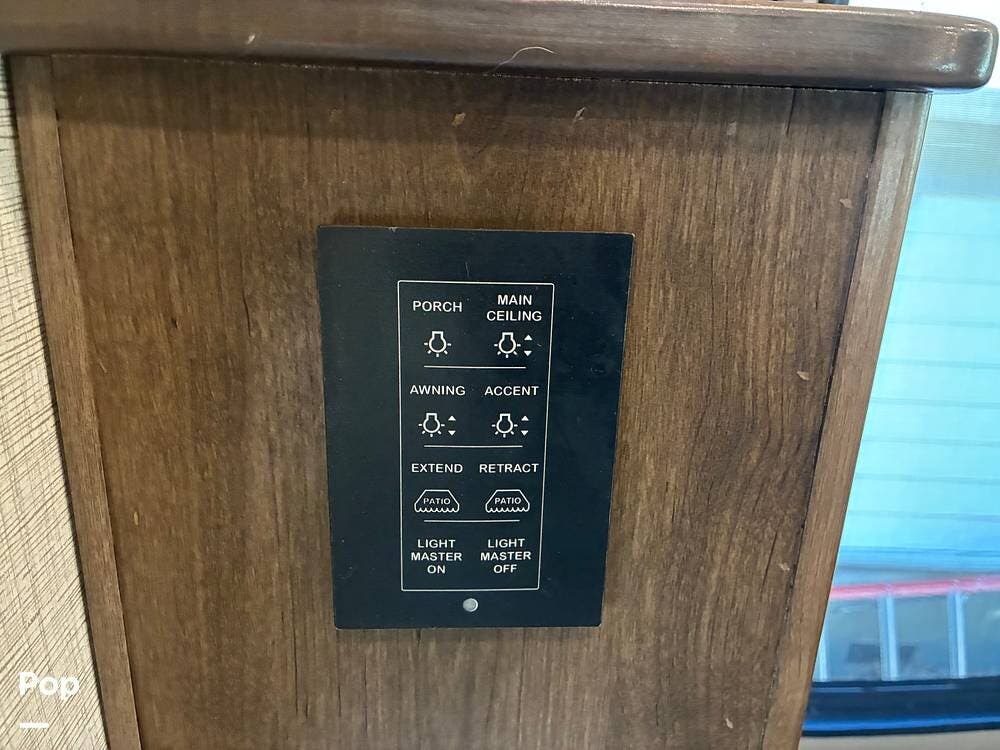 PORCH
MAIN
CEILING
AWNING
ACCENT
EXTEND
RETRACT
PATIO
PATIO
LIGHT
MASTER
ON
LIGHT
MASTER
OFF
Pop